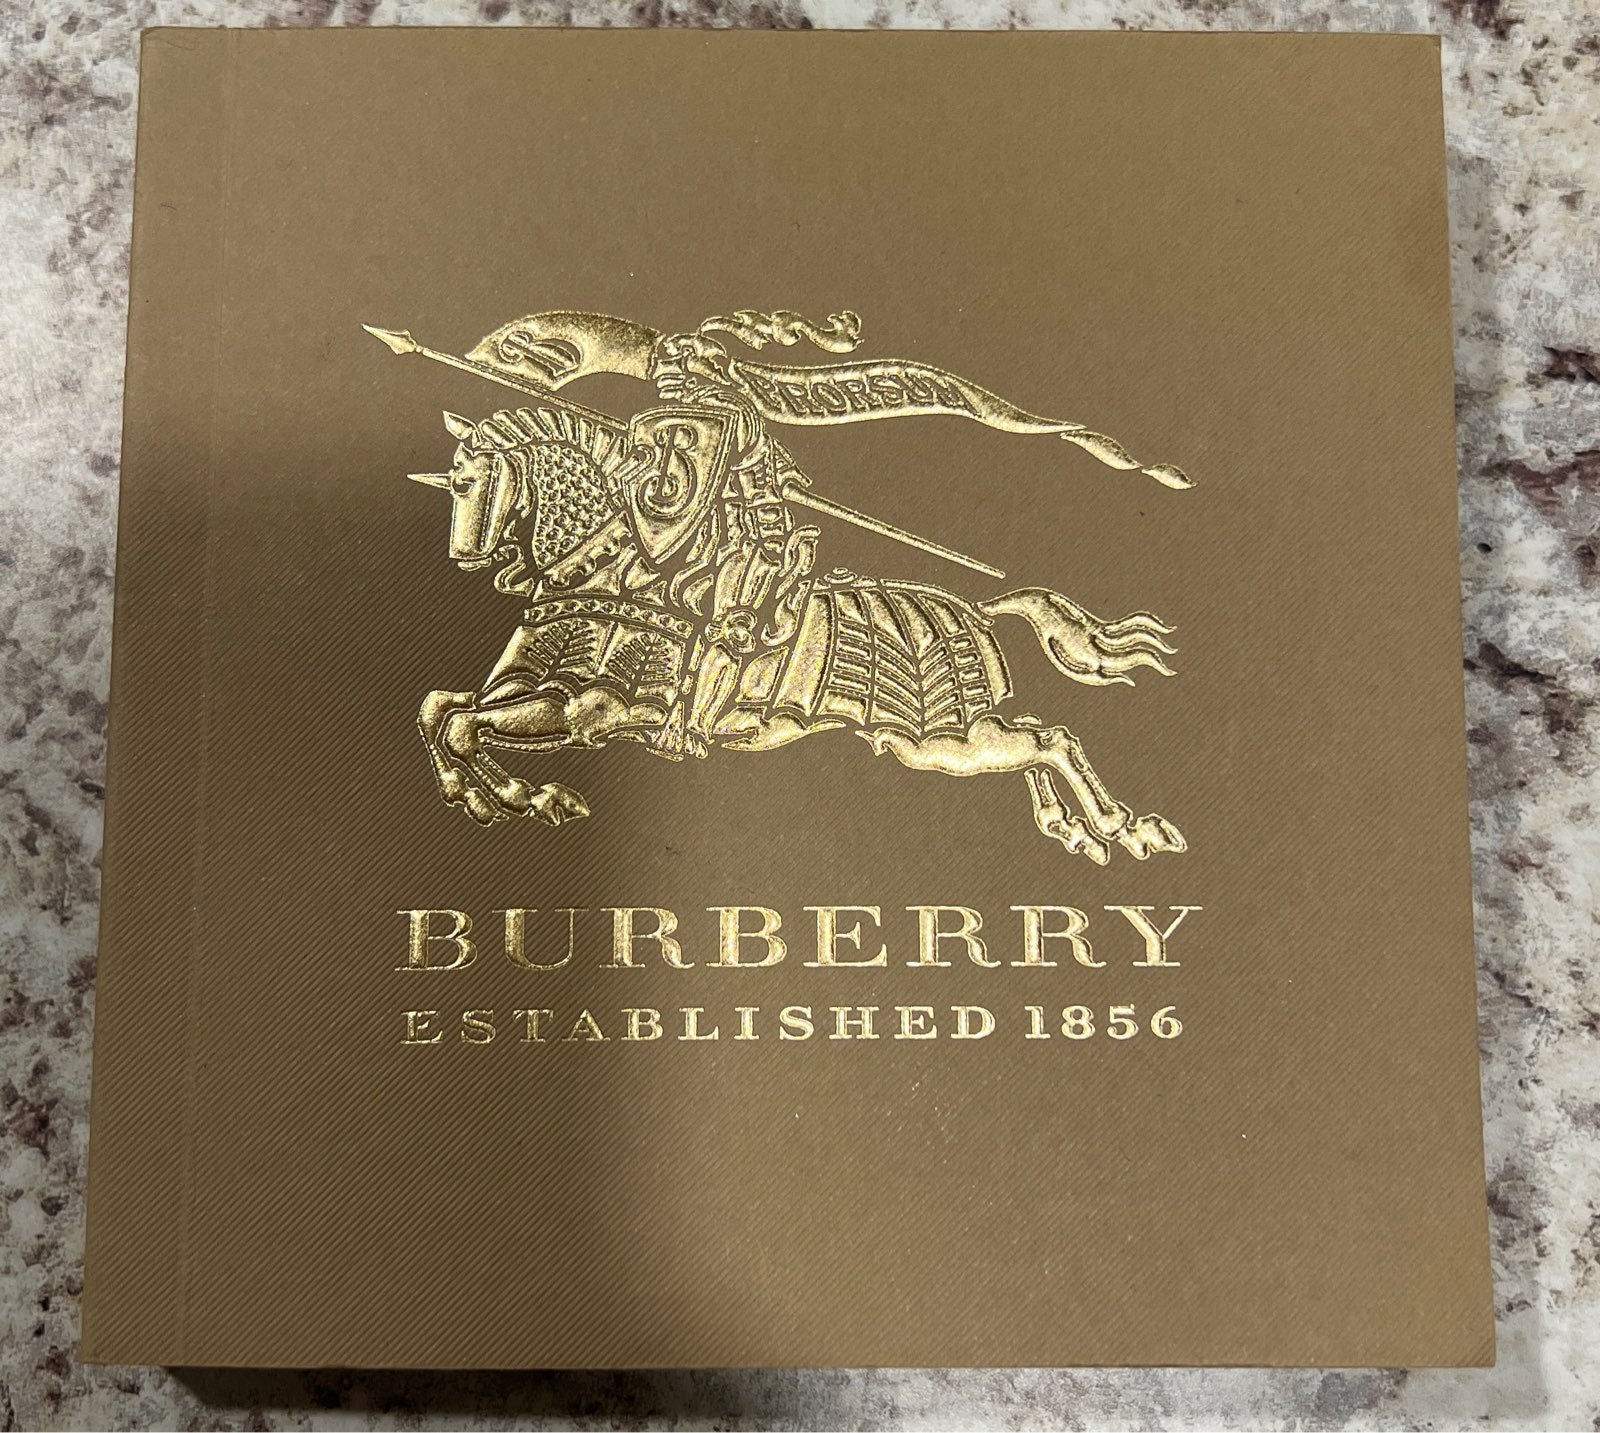 B
PRORSUM
B
BURBERRY
ESTABLISHED 1856